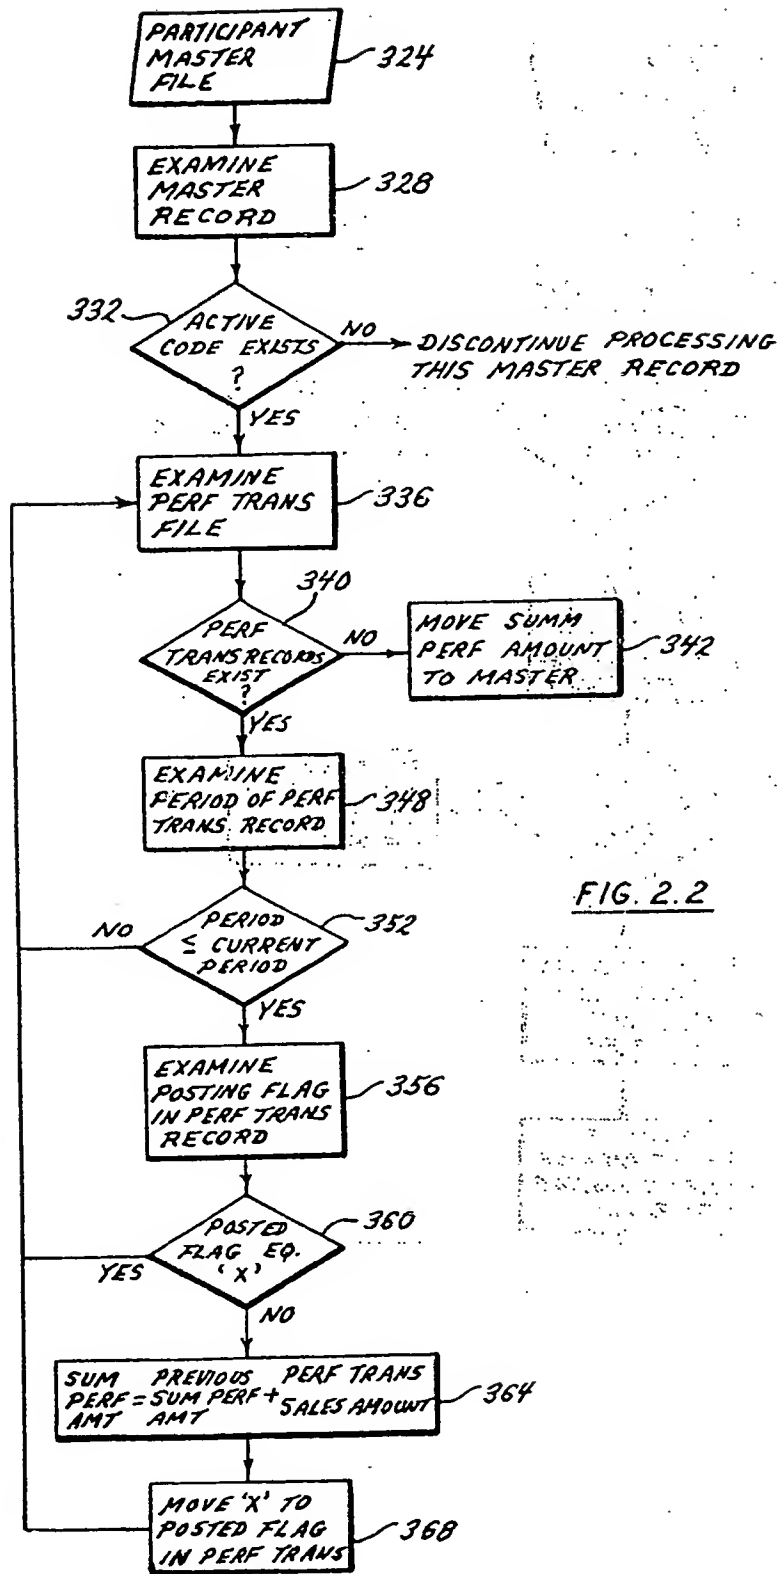 PARTICIPANT
MASTER
FILE
324
EXAMINE
MASTER
RECORD
328
332
ACTIVE
CODE EXISTS
?
NO
DISCONTINUE PROCESSING
THIS MASTER RECORD
YES
EXAMINE
PERF TRANS
FILE
336
340
PERF
TRANS RECORDS
EXIST
?
NO
MOVE SUMM
PERF AMOUNT
TO MASTER
342
YES
EXAMINE
PERIOD OF PERF
TRANS RECORD
348
FIG. 2.2
PERIOD
≤ CURRENT
PERIOD
352
NO
YES
EXAMINE
POSTING FLAG
IN PERF TRANS
RECORD
356
POSTED
FLAG EQ.
'X'
360
YES
NO
SUM PREVIOUS PERF TRANS
PERF = SUM PERF + SALES AMOUNT
AMT AMT
364
MOVE 'X' TO
POSTED FLAG
IN PERF TRANS
368